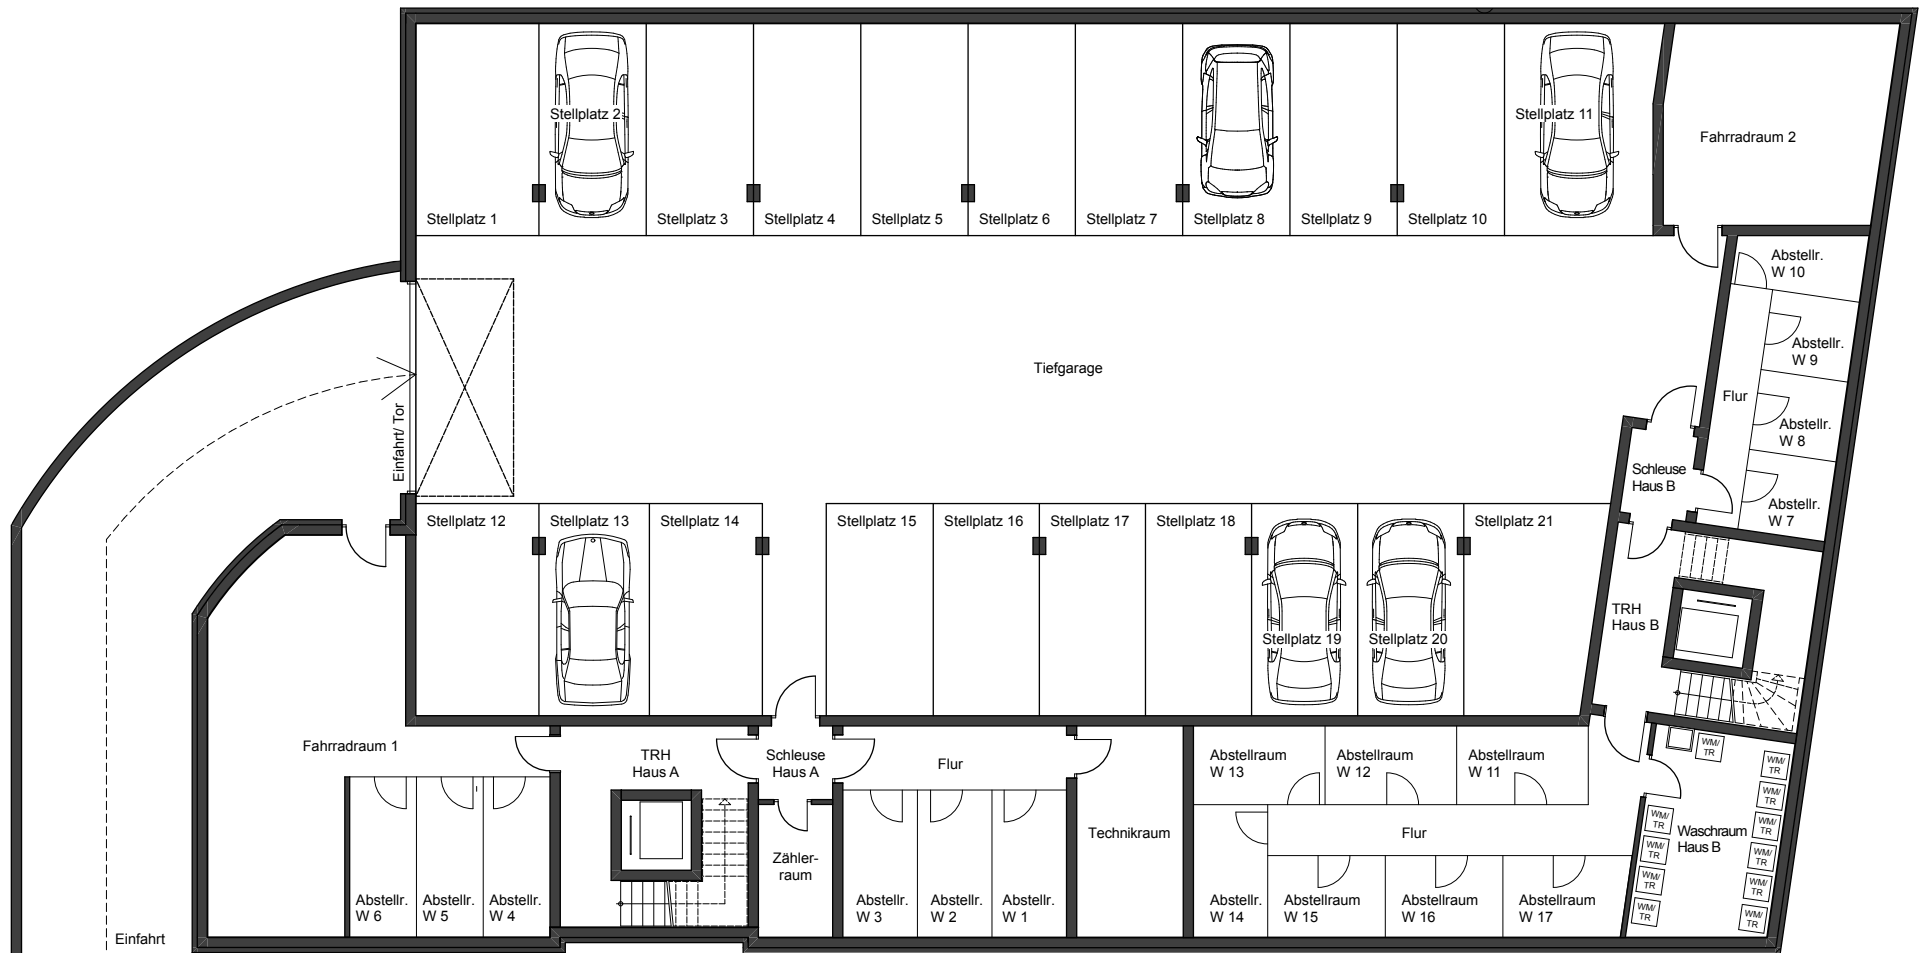 Stellplatz 1
Stellplatz 2
Stellplatz 3
Stellplatz 4
Stellplatz 5
Stellplatz 6
Stellplatz 7
Stellplatz 8
Stellplatz 9
Stellplatz 10
Stellplatz 11
Fahrradraum 2
Abstellr.
W 10
Abstellr.
W 9
Abstellr.
W 8
Abstellr.
W 7
Flur
Tiefgarage
Einfahrt/ Tor
Schleuse
Haus B
Stellplatz 12
Stellplatz 13
Stellplatz 14
Stellplatz 15
Stellplatz 16
Stellplatz 17
Stellplatz 18
Stellplatz 19
Stellplatz 20
Stellplatz 21
TRH
Haus B
Fahrradraum 1
TRH
Haus A
Schleuse
Haus A
Flur
Abstellraum
W 13
Abstellraum
W 12
Abstellraum
W 11
WM/
TR
WM/
TR
WM/
TR
WM/
TR
WM/
TR
WM/
TR
WM/
TR
WM/
TR
WM/
TR
WM/
TR
WM/
TR
Waschraum
Haus B
Zähler-
raum
Technikraum
Flur
Abstellr.
W 6
Abstellr.
W 5
Abstellr.
W 4
Abstellr.
W 3
Abstellr.
W 2
Abstellr.
W 1
Abstellr.
W 14
Abstellraum
W 15
Abstellraum
W 16
Abstellraum
W 17
Einfahrt